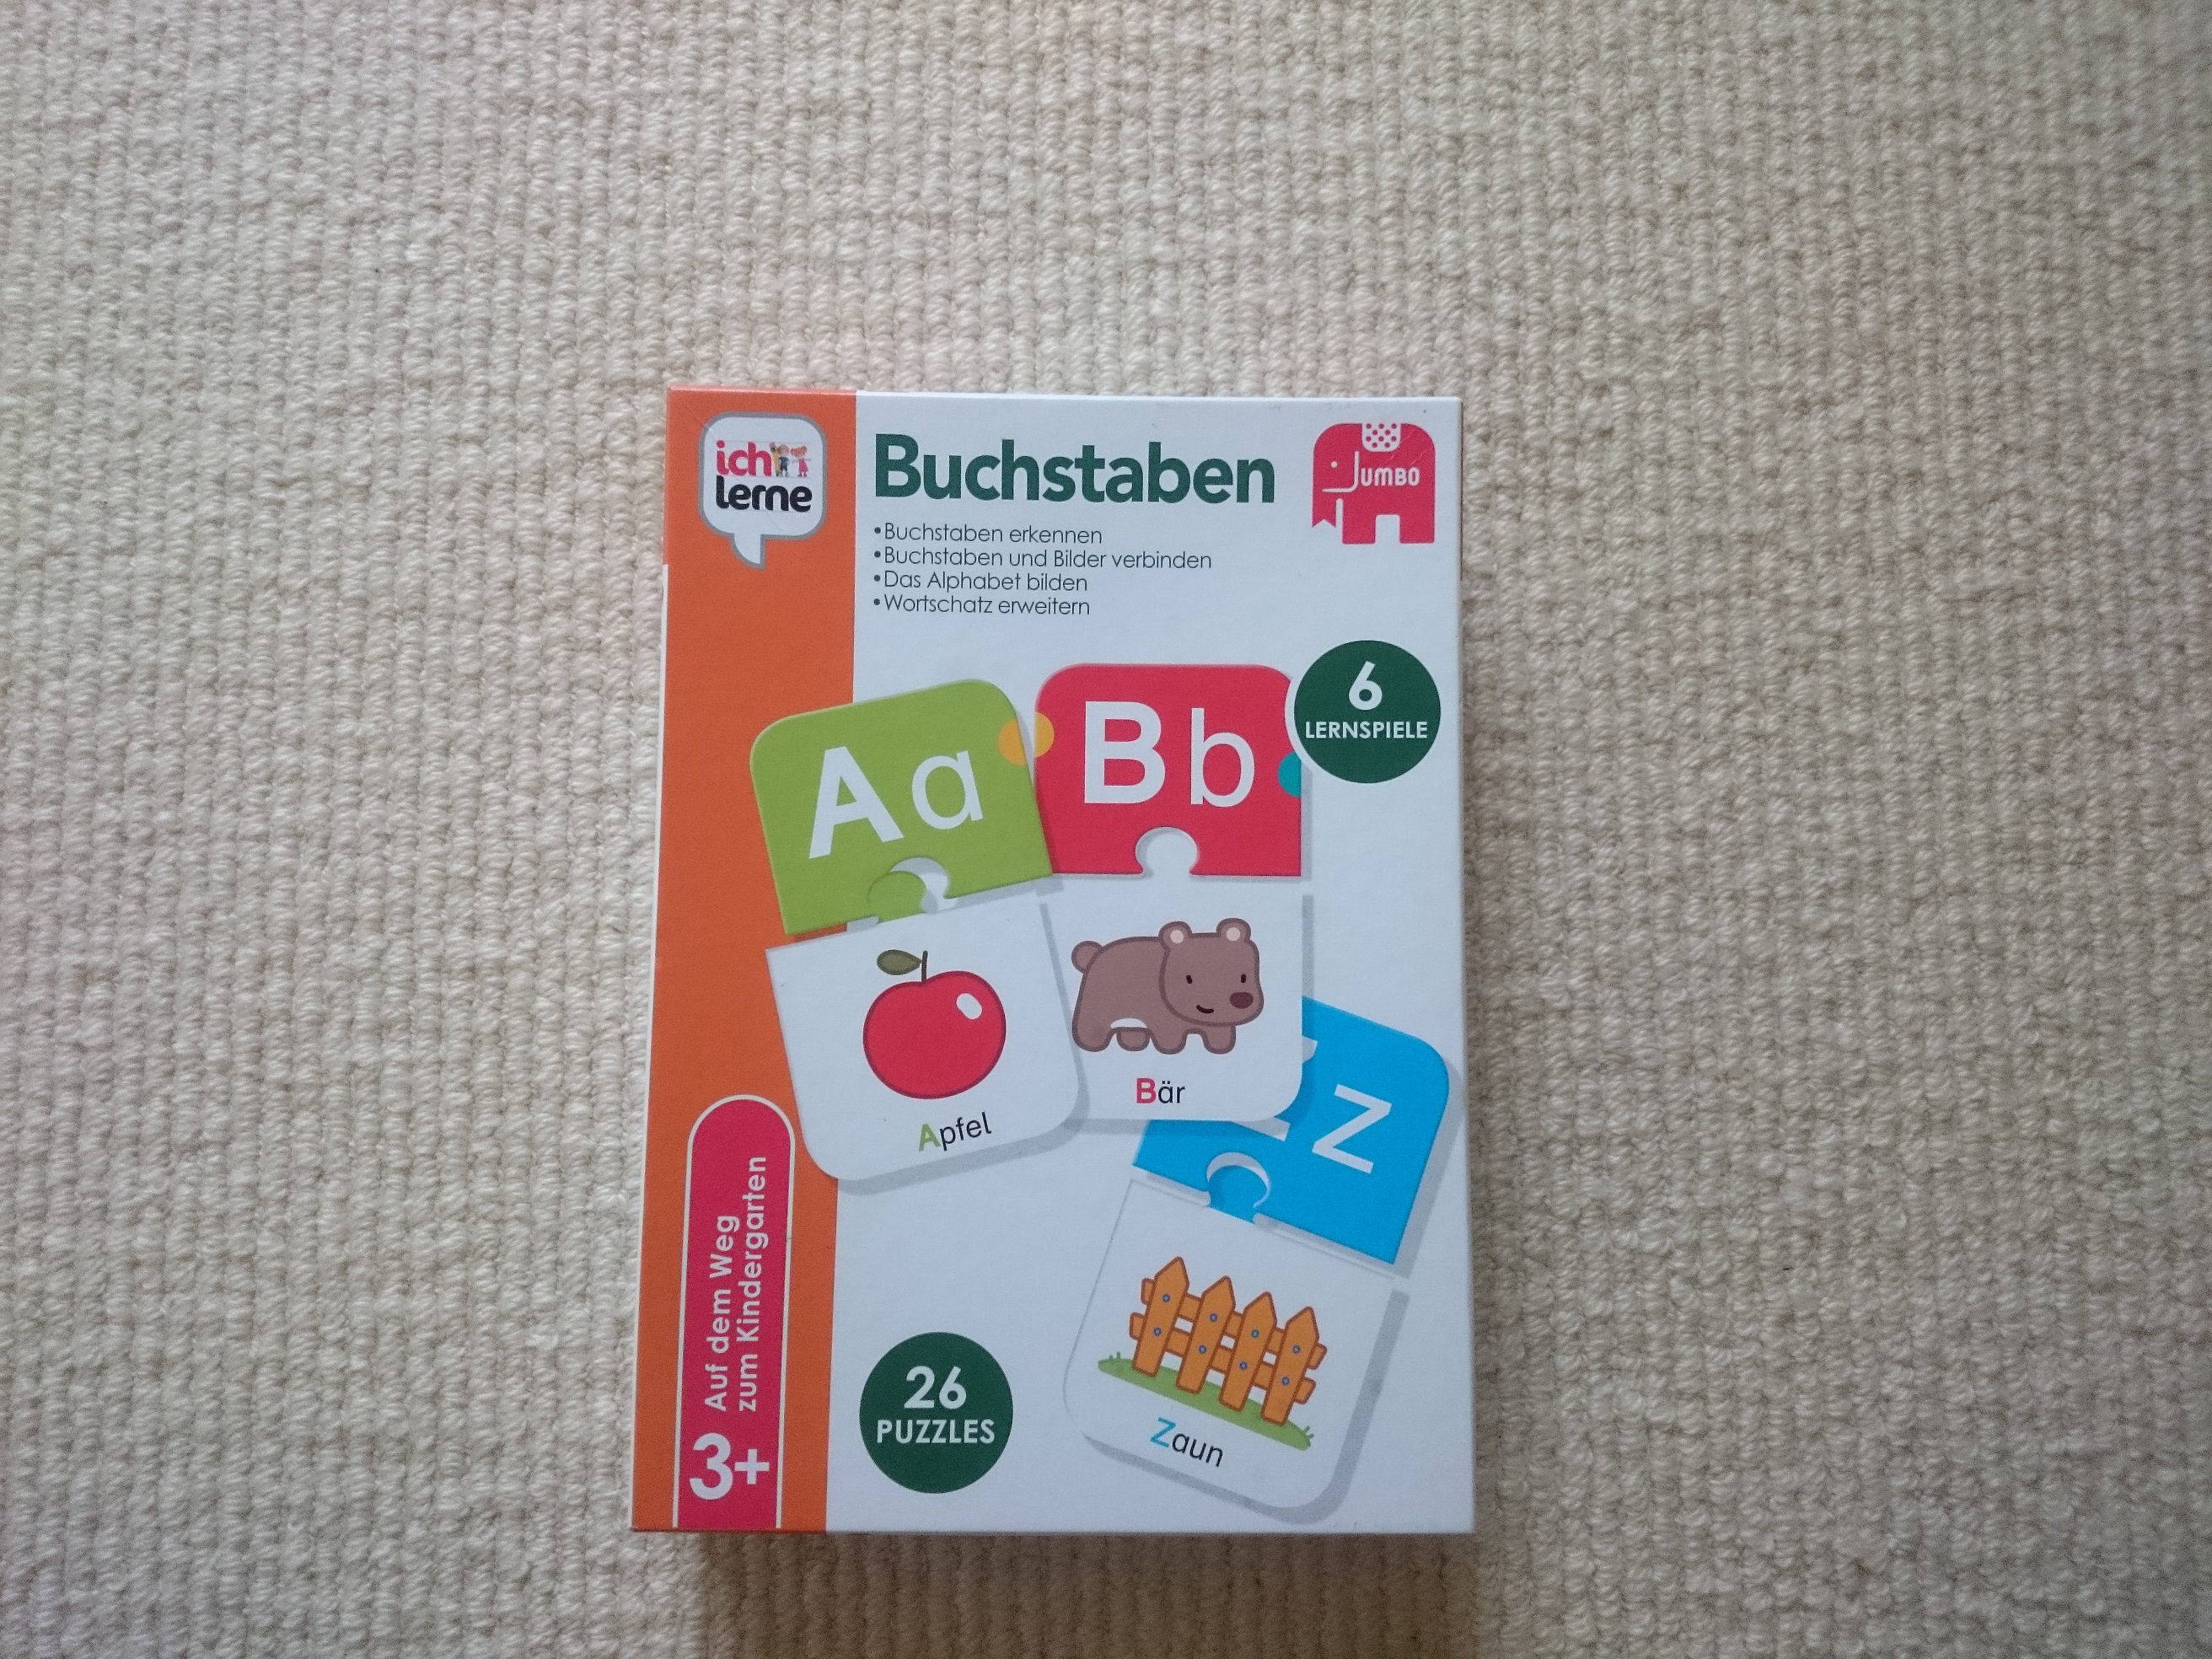 ich
lerne
Buchstaben
JUMBO
•Buchstaben erkennen
•Buchstaben und Bilder verbinden
•Das Alphabet bilden
•Wortschatz erweitern
6
LERNSPIELE
Aa
Bb
Apfel
Bär
z
Zaun
26
PUZZLES
3+
Auf dem Weg
zum Kindergarten